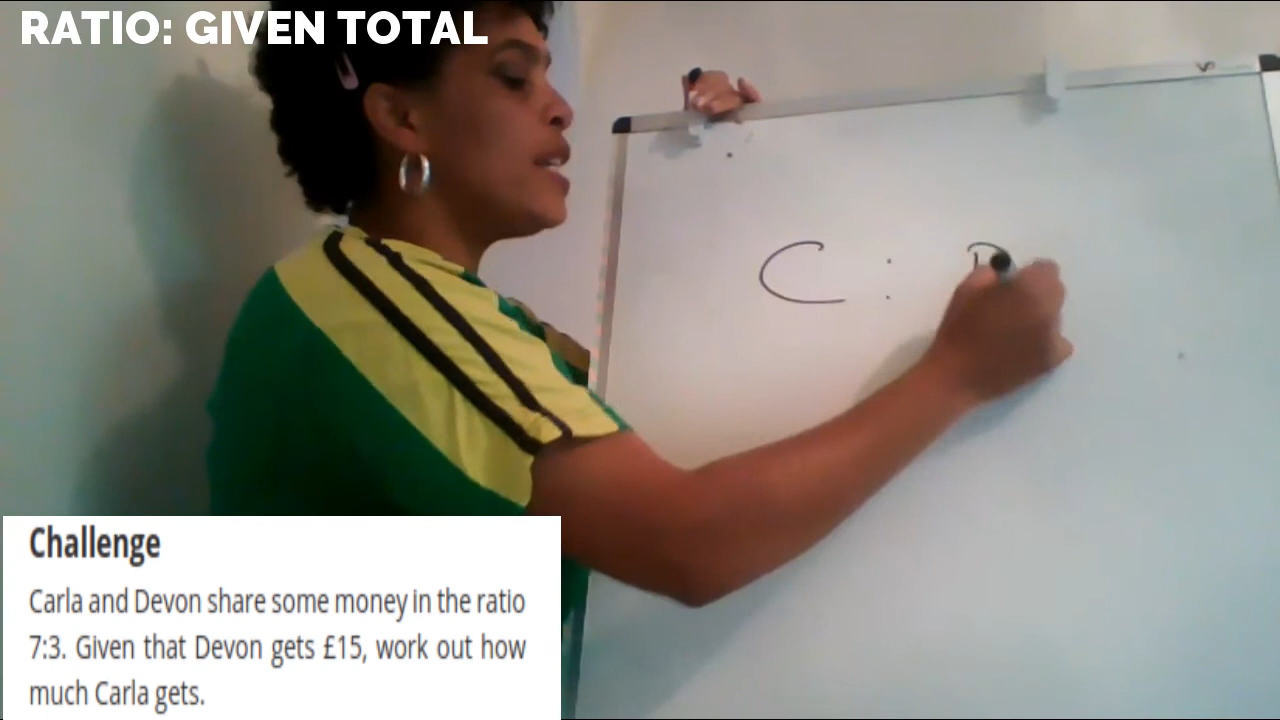 RATIO: GIVEN TOTAL
C : D
Challenge
Carla and Devon share some money in the ratio
7:3. Given that Devon gets £15, work out how
much Carla gets.